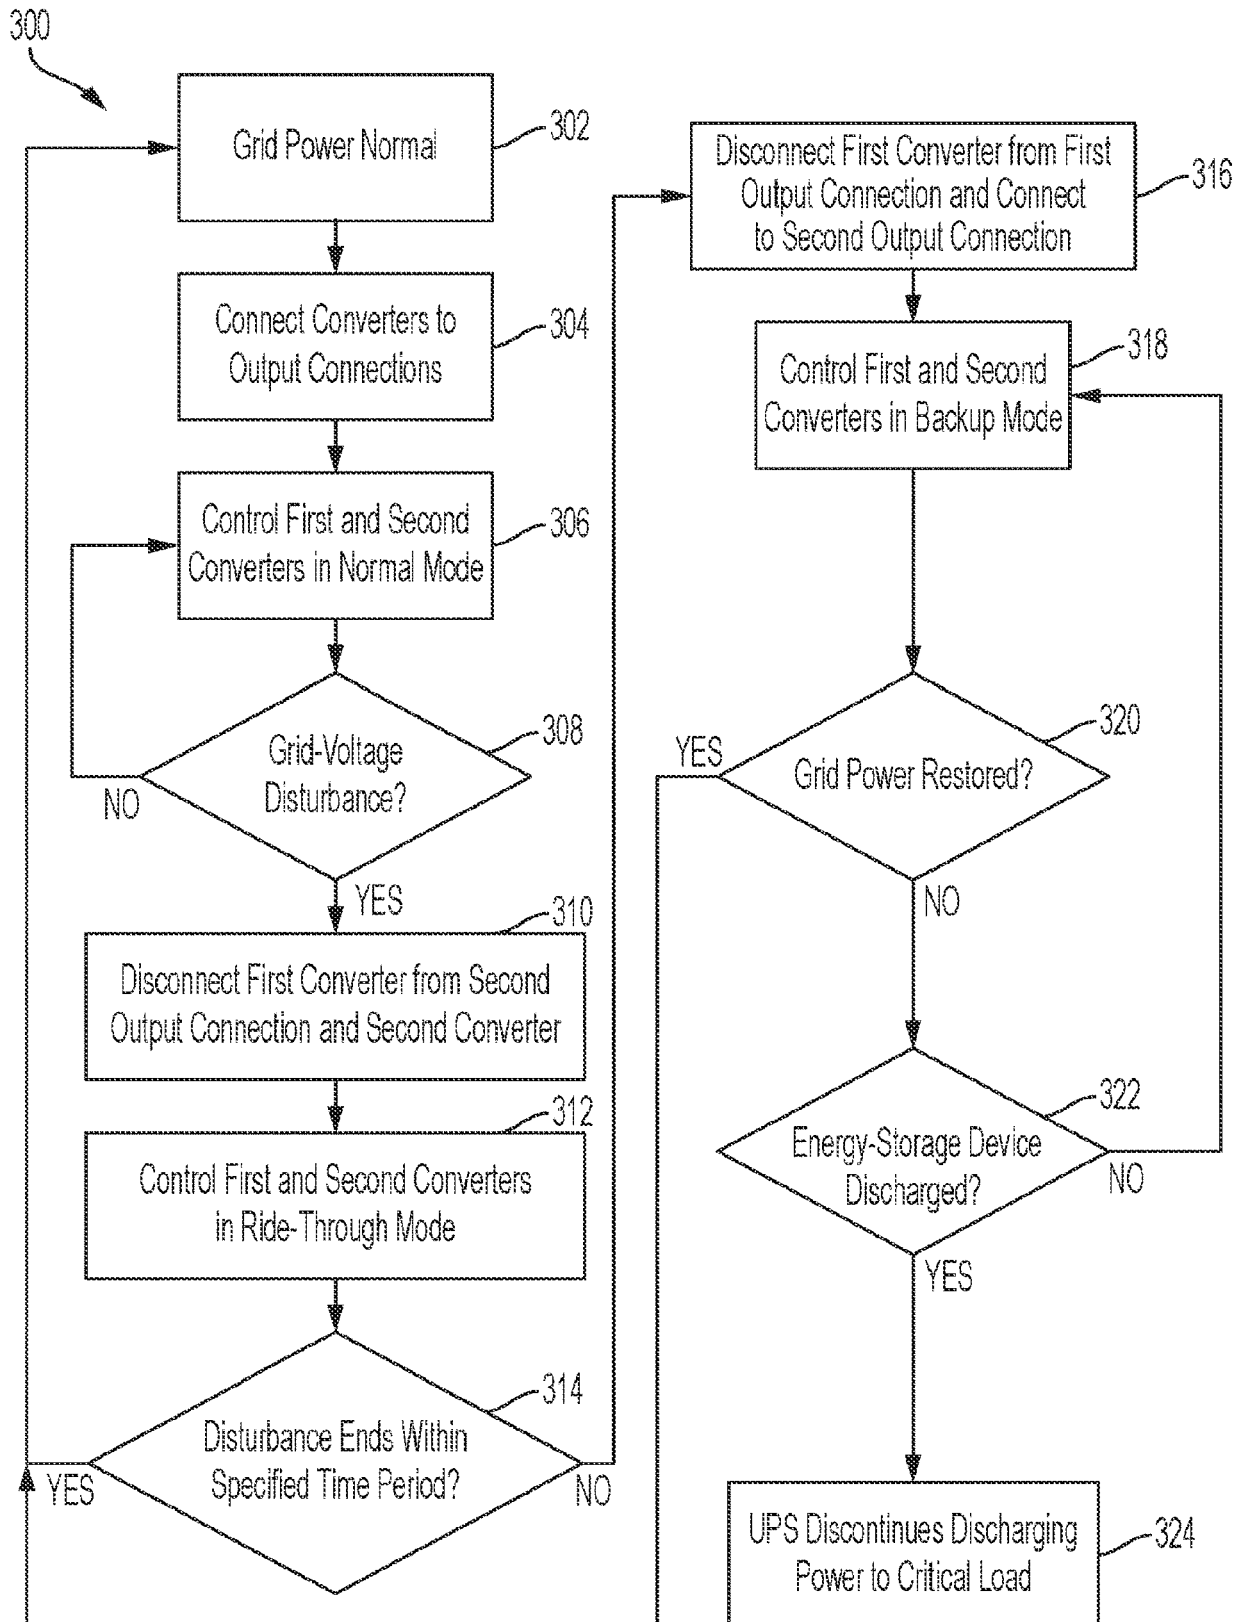 300
Grid Power Normal
302
Connect Converters to
Output Connections
304
Control First and Second
Converters in Normal Mode
306
Grid-Voltage
Disturbance?
308
NO
YES
310
Disconnect First Converter from Second
Output Connection and Second Converter
312
Control First and Second Converters
in Ride-Through Mode
314
Disturbance Ends Within
Specified Time Period?
YES
NO
Disconnect First Converter from First
Output Connection and Connect
to Second Output Connection
316
Control First and Second
Converters in Backup Mode
318
320
YES
Grid Power Restored?
NO
322
Energy-Storage Device
Discharged?
NO
YES
UPS Discontinues Discharging
Power to Critical Load
324